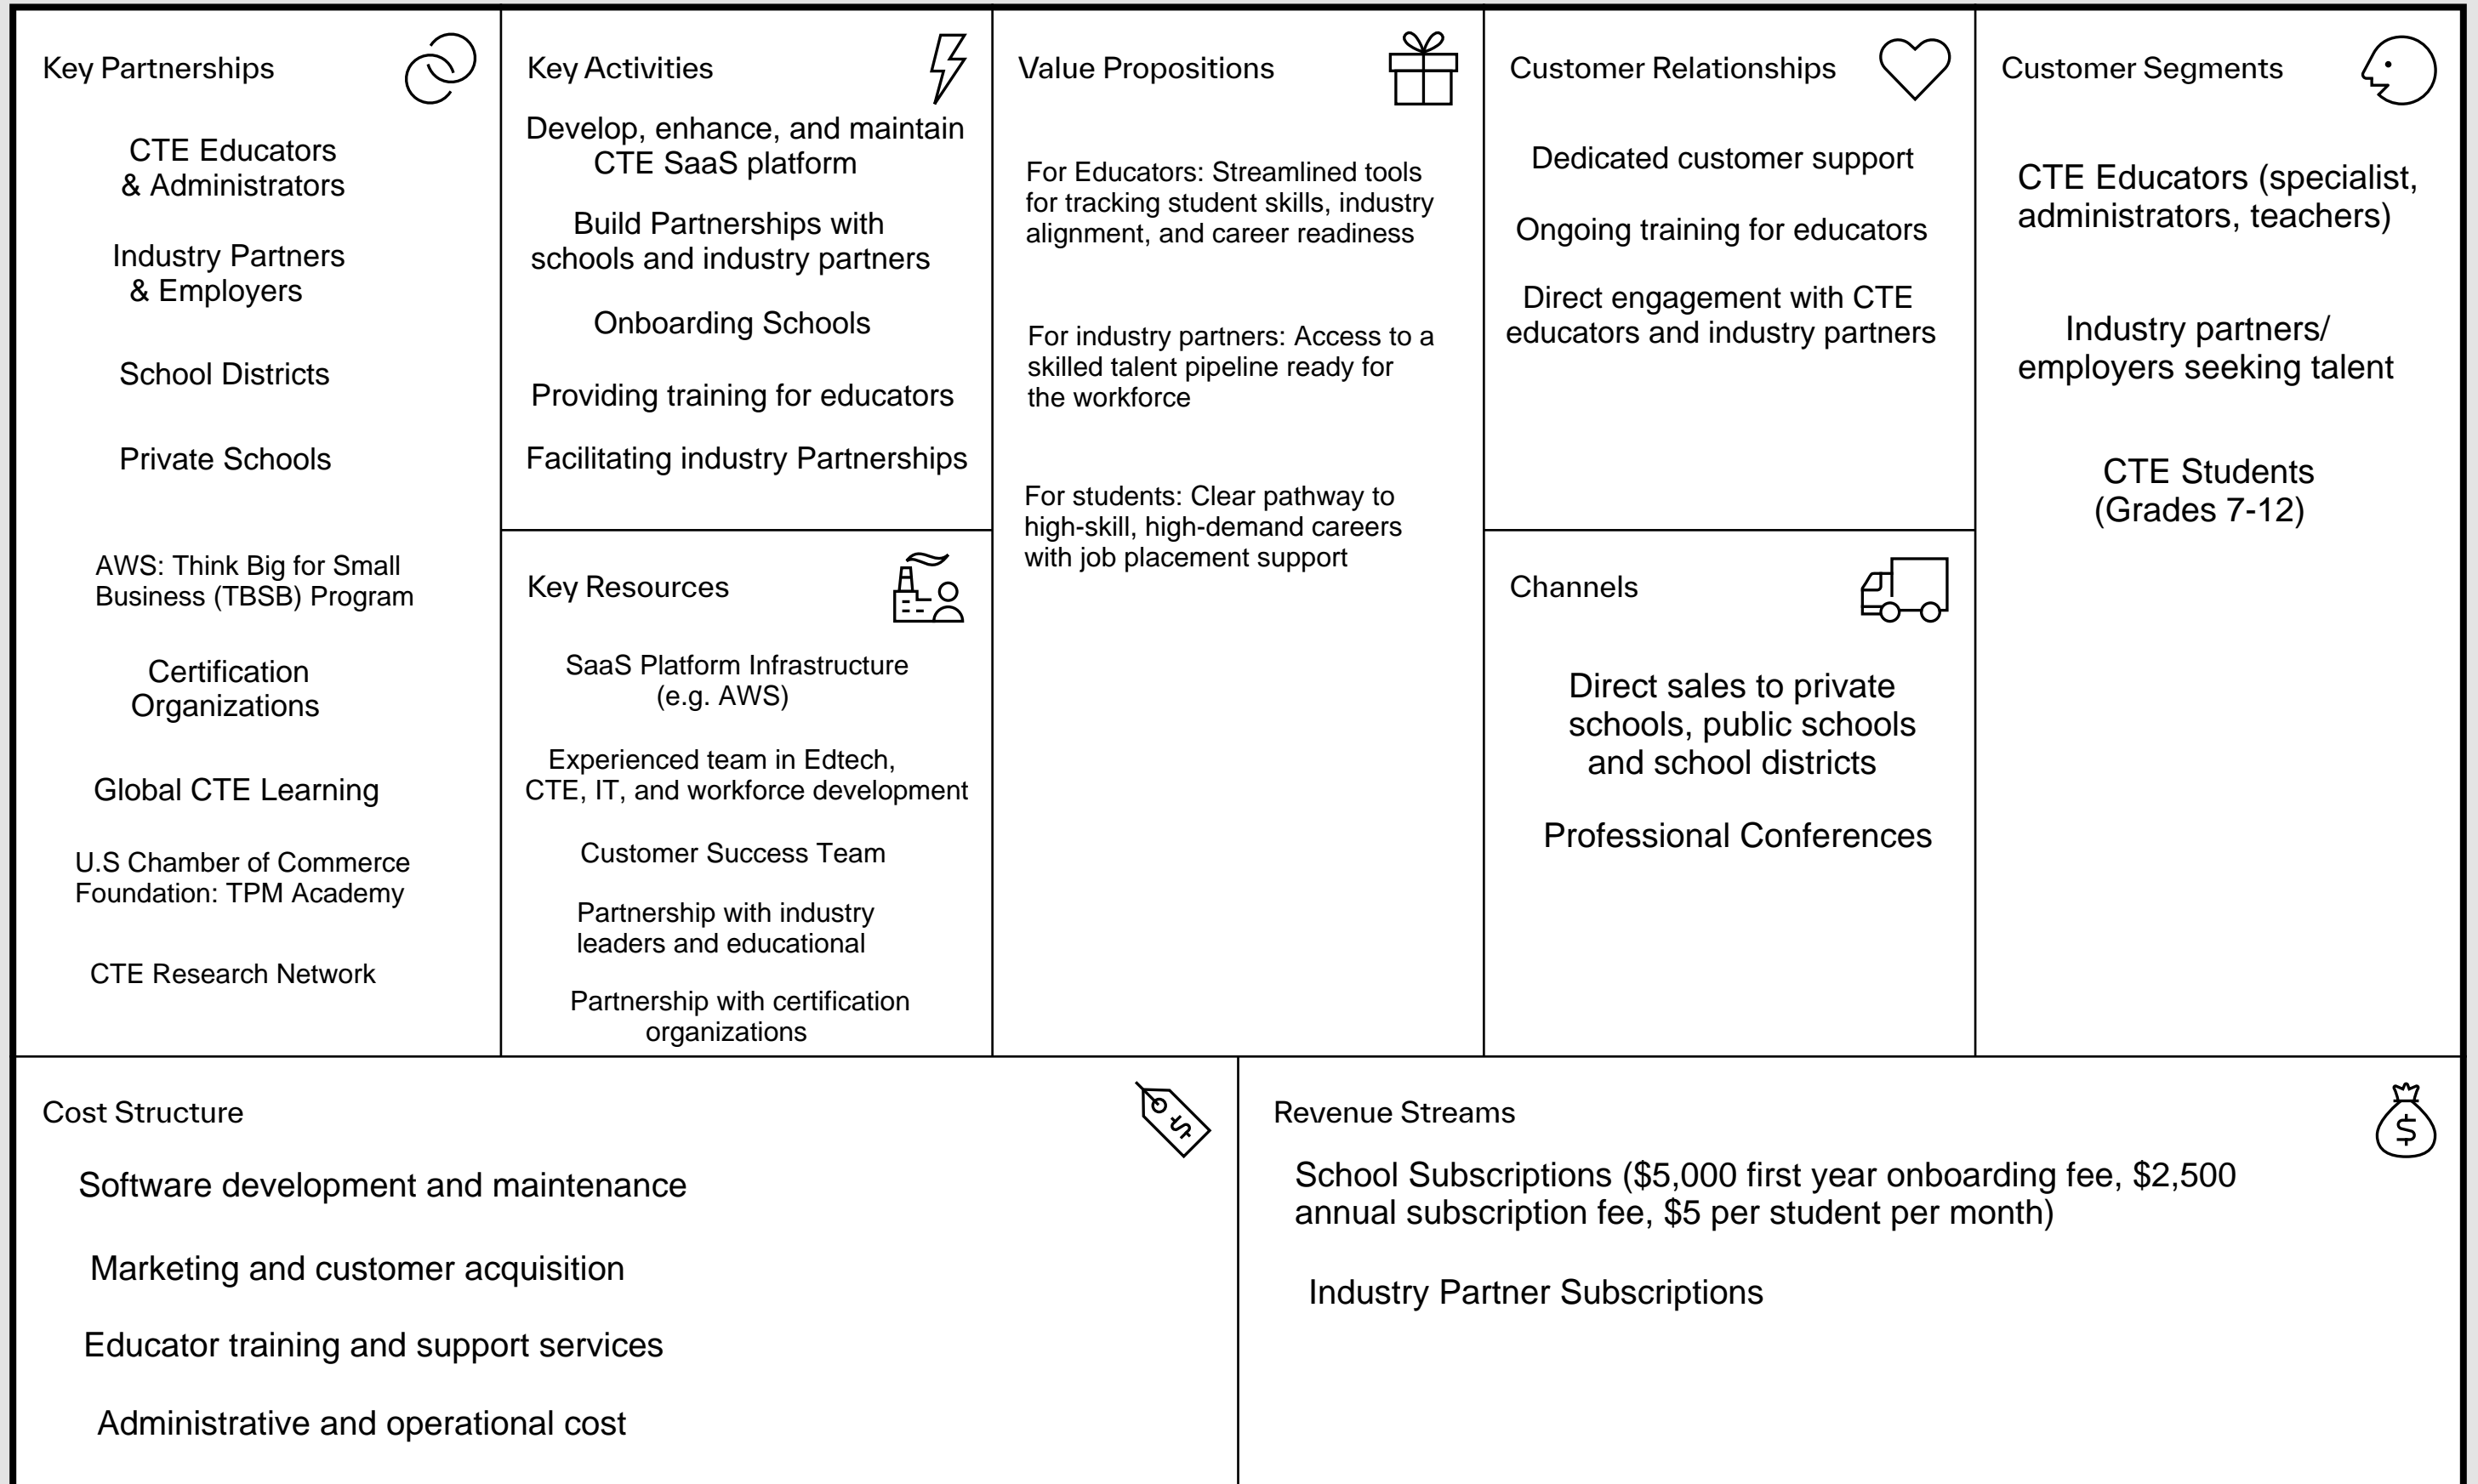 Key Partnerships
CTE Educators
& Administrators
Industry Partners
& Employers
School Districts
Private Schools
AWS: Think Big for Small
Business (TBSB) Program
Certification
Organizations
Global CTE Learning
U.S Chamber of Commerce
Foundation: TPM Academy
CTE Research Network
Key Activities
Develop, enhance, and maintain
CTE SaaS platform
Build Partnerships with
schools and industry partners
Onboarding Schools
Providing training for educators
Facilitating industry Partnerships
Key Resources
SaaS Platform Infrastructure
(e.g. AWS)
Experienced team in Edtech,
CTE, IT, and workforce development
Customer Success Team
Partnership with industry
leaders and educational
Partnership with certification
organizations
Value Propositions
For Educators: Streamlined tools
for tracking student skills, industry
alignment, and career readiness
For industry partners: Access to a
skilled talent pipeline ready for
the workforce
For students: Clear pathway to
high-skill, high-demand careers
with job placement support
Customer Relationships
Dedicated customer support
Ongoing training for educators
Direct engagement with CTE
educators and industry partners
Channels
Direct sales to private
schools, public schools
and school districts
Professional Conferences
Customer Segments
CTE Educators (specialist,
administrators, teachers)
Industry partners/
employers seeking talent
CTE Students
(Grades 7-12)
Cost Structure
$
Software development and maintenance
Marketing and customer acquisition
Educator training and support services
Administrative and operational cost
Revenue Streams
$
School Subscriptions ($5,000 first year onboarding fee, $2,500
annual subscription fee, $5 per student per month)
Industry Partner Subscriptions